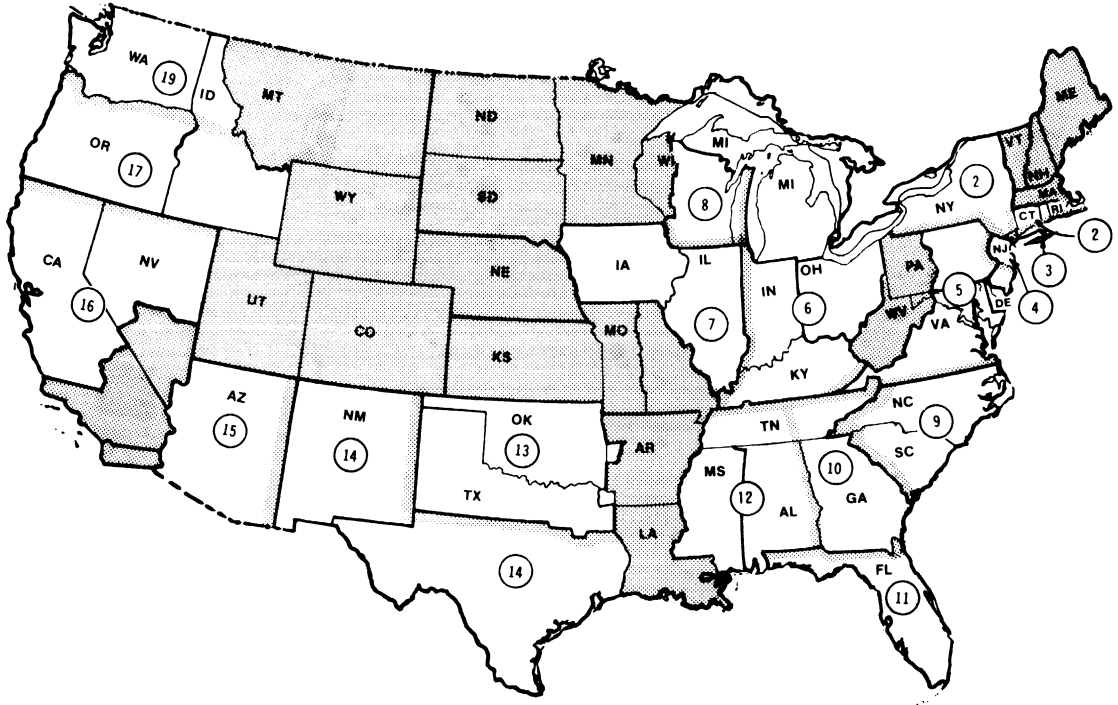 WA
19
ID
MT
ND
MN
ME
VT
NH
MA
OR
17
SD
WI
MI
MI
8
2
NY
CT
RI
2
WY
NE
IA
IL
OH
PA
NJ
3
CA
NV
UT
CO
IN
5
DE
4
16
KS
MO
7
6
WV
VA
KY
AZ
15
NM
14
OK
13
TX
AR
TN
NC
9
SC
MS
12
AL
10
GA
LA
14
FL
11